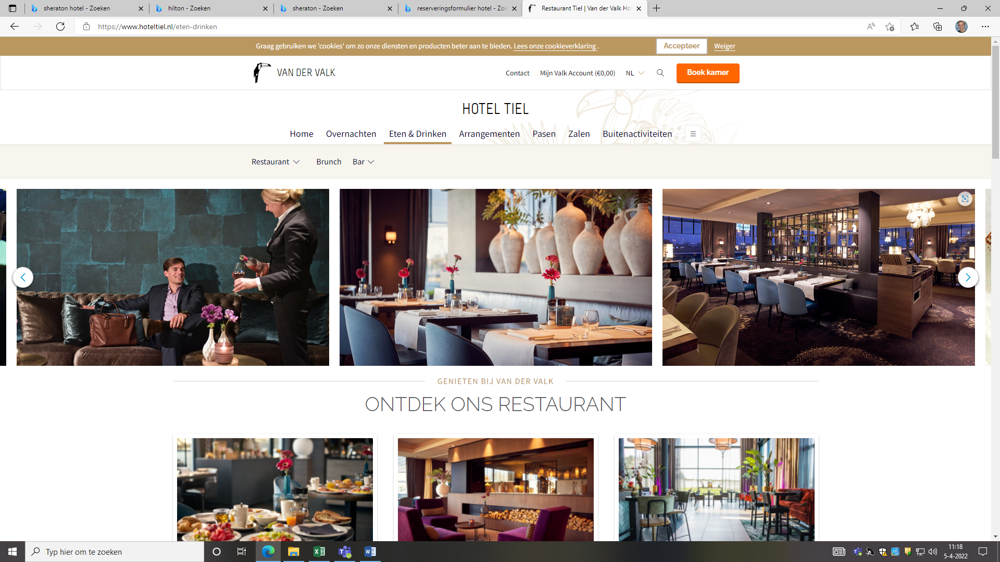 sheraton hotel - Zoeken
hilton - Zoeken
sheraton - Zoeken
reserveringsformulier hotel - Zoe
Restaurant Tiel | Van der Valk Ho
https://www.hoteltiel.nl/eten-drinken
Graag gebruiken we 'cookies' om zo onze diensten en producten beter aan te bieden. Lees onze cookieverklaring .
Accepteer
Weiger
VAN DER VALK
Contact
Mijn Valk Account (€0,00)
NL
Boek kamer
HOTEL TIEL
Home
Overnachten
Eten & Drinken
Arrangementen
Pasen
Zalen
Buitenactiviteiten
Restaurant
Brunch
Bar
GENIETEN BIJ VAN DER VALK
ONTDEK ONS RESTAURANT
Typ hier om te zoeken
11:18
5-4-2022